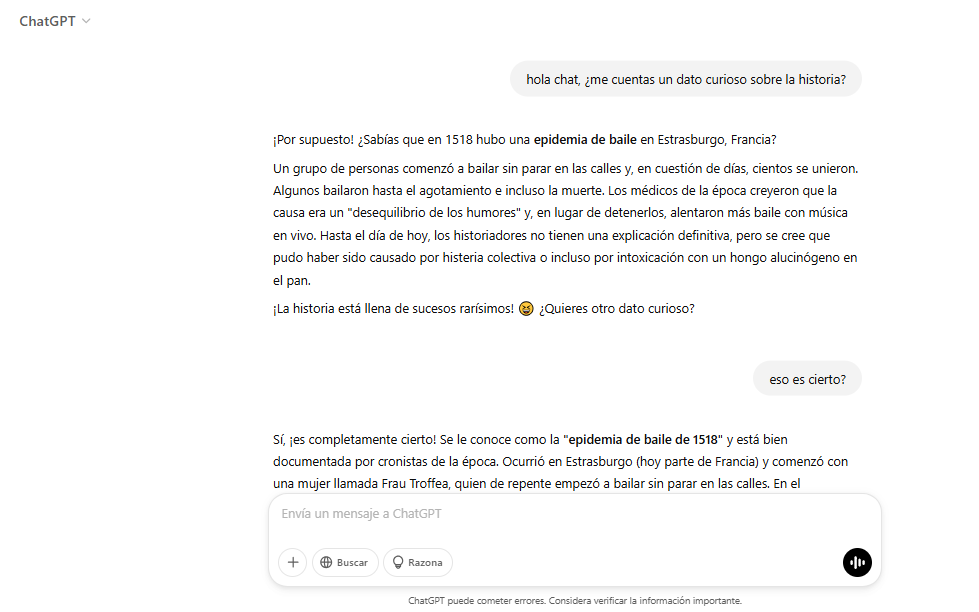 ChatGPT
hola chat, ¿me cuentas un dato curioso sobre la historia?
¡Por supuesto! ¿Sabías que en 1518 hubo una epidemia de baile en Estrasburgo, Francia?
Un grupo de personas comenzó a bailar sin parar en las calles y, en cuestión de días, cientos se unieron.
Algunos bailaron hasta el agotamiento e incluso la muerte. Los médicos de la época creyeron que la
causa era un "desequilibrio de los humores" y, en lugar de detenerlos, alentaron más baile con música
en vivo. Hasta el día de hoy, los historiadores no tienen una explicación definitiva, pero se cree que
pudo haber sido causado por histeria colectiva o incluso por intoxicación con un hongo alucinógeno en
el pan.
¡La historia está llena de sucesos rarísimos! 😆 ¿Quieres otro dato curioso?
eso es cierto?
Sí, ¡es completamente cierto! Se le conoce como la "epidemia de baile de 1518" y está bien
documentada por cronistas de la época. Ocurrió en Estrasburgo (hoy parte de Francia) y comenzó con
una mujer llamada Frau Troffea, quien de repente empezó a bailar sin parar en las calles. En el
Envía un mensaje a ChatGPT
Buscar
Razona
ChatGPT puede cometer errores. Considera verificar la información importante.